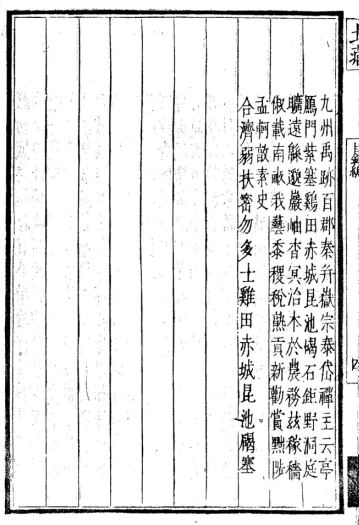 九州禹跡百郡秦并嶽宗泰岱禪主云亭
鴈門紫塞鷄田赤城昆池碣石鉅野洞庭
曠遠緜邈巖岫杳冥治本於農務茲稼穡
俶載南畝我藝黍稷稅熟貢新勸賞黜陟
孟軻敦素史。
合濟弱扶密勿多士雞田赤城昆池碣塞